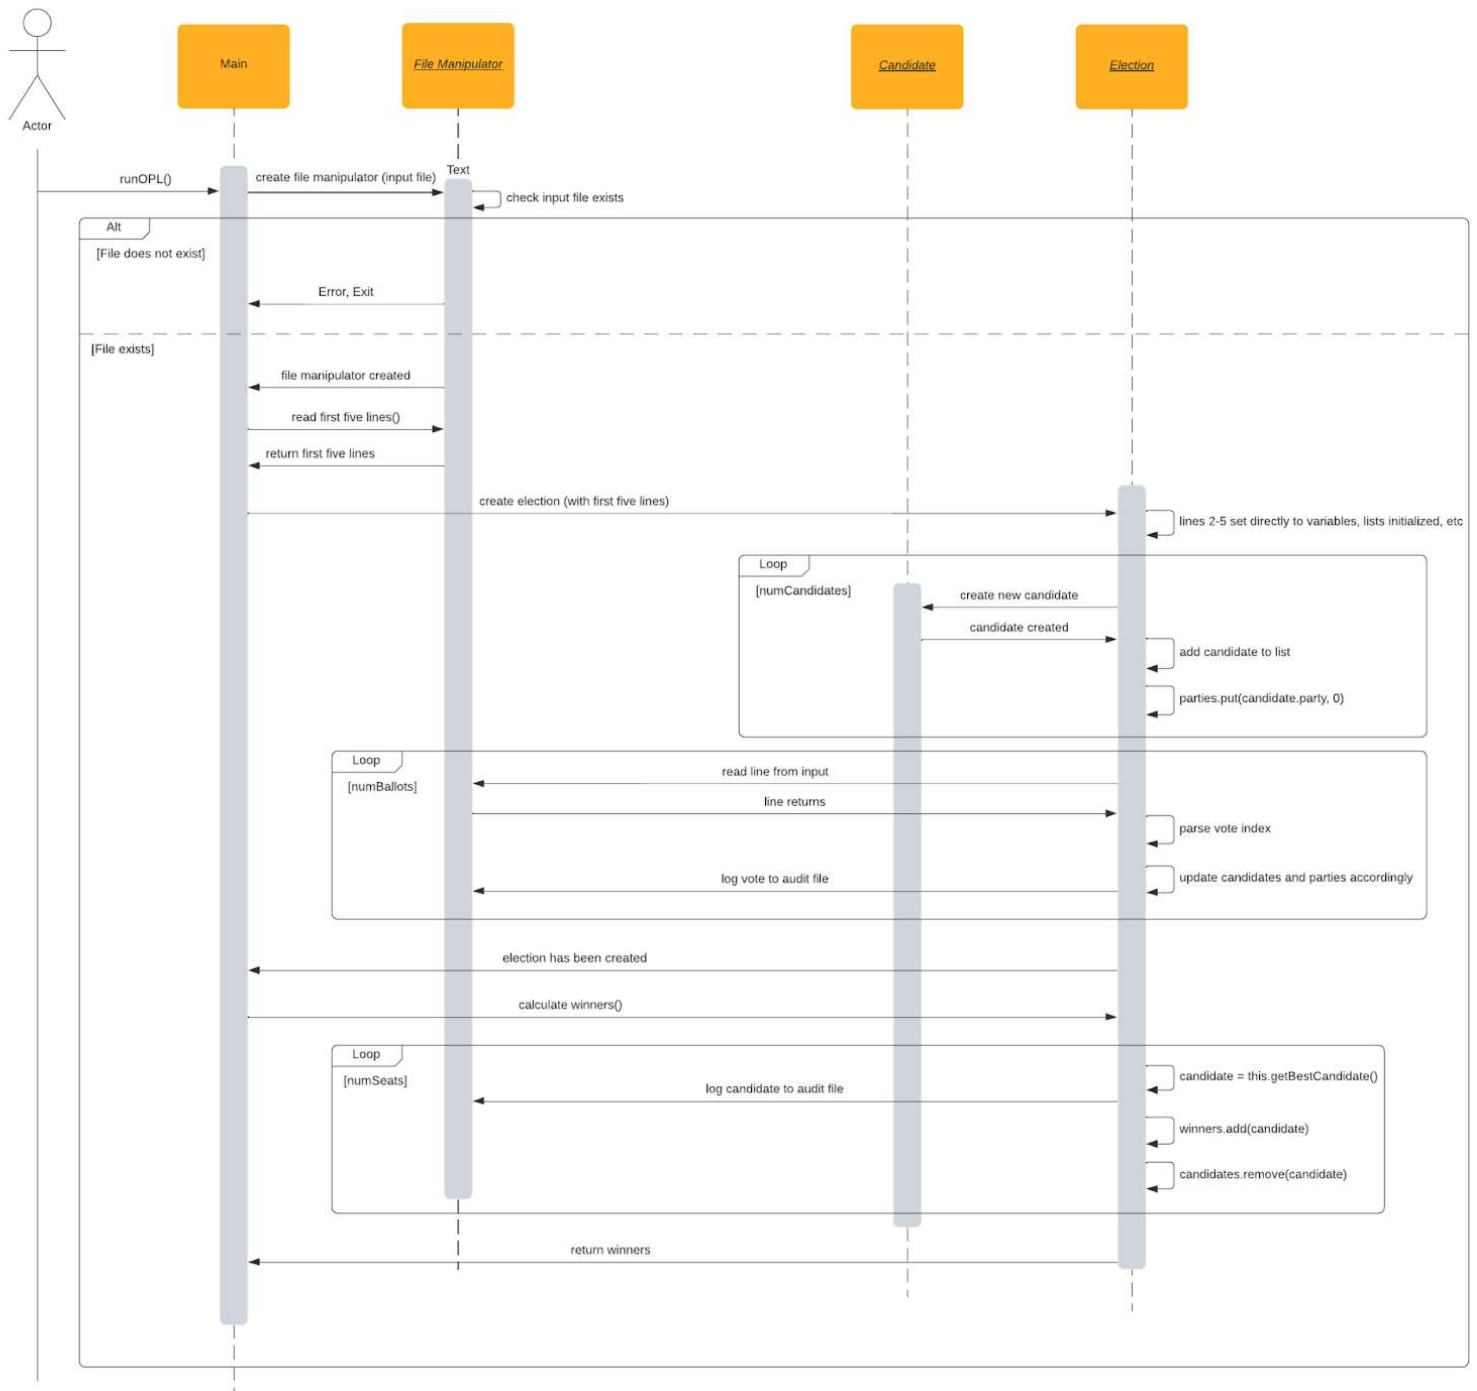 Actor
Main
File Manipulator
Candidate
Election
Text
runOPL()
create file manipulator (input file)
check input file exists
Alt
[File does not exist]
Error, Exit
[File exists]
file manipulator created
read first five lines()
return first five lines
create election (with first five lines)
lines 2-5 set directly to variables, lists initialized, etc
Loop
[numCandidates]
create new candidate
candidate created
add candidate to list
parties.put(candidate.party, 0)
Loop
[numBallots]
read line from input
line returns
parse vote index
update candidates and parties accordingly
log vote to audit file
election has been created
calculate winners()
Loop
[numSeats]
candidate = this.getBestCandidate()
log candidate to audit file
winners.add(candidate)
candidates.remove(candidate)
return winners